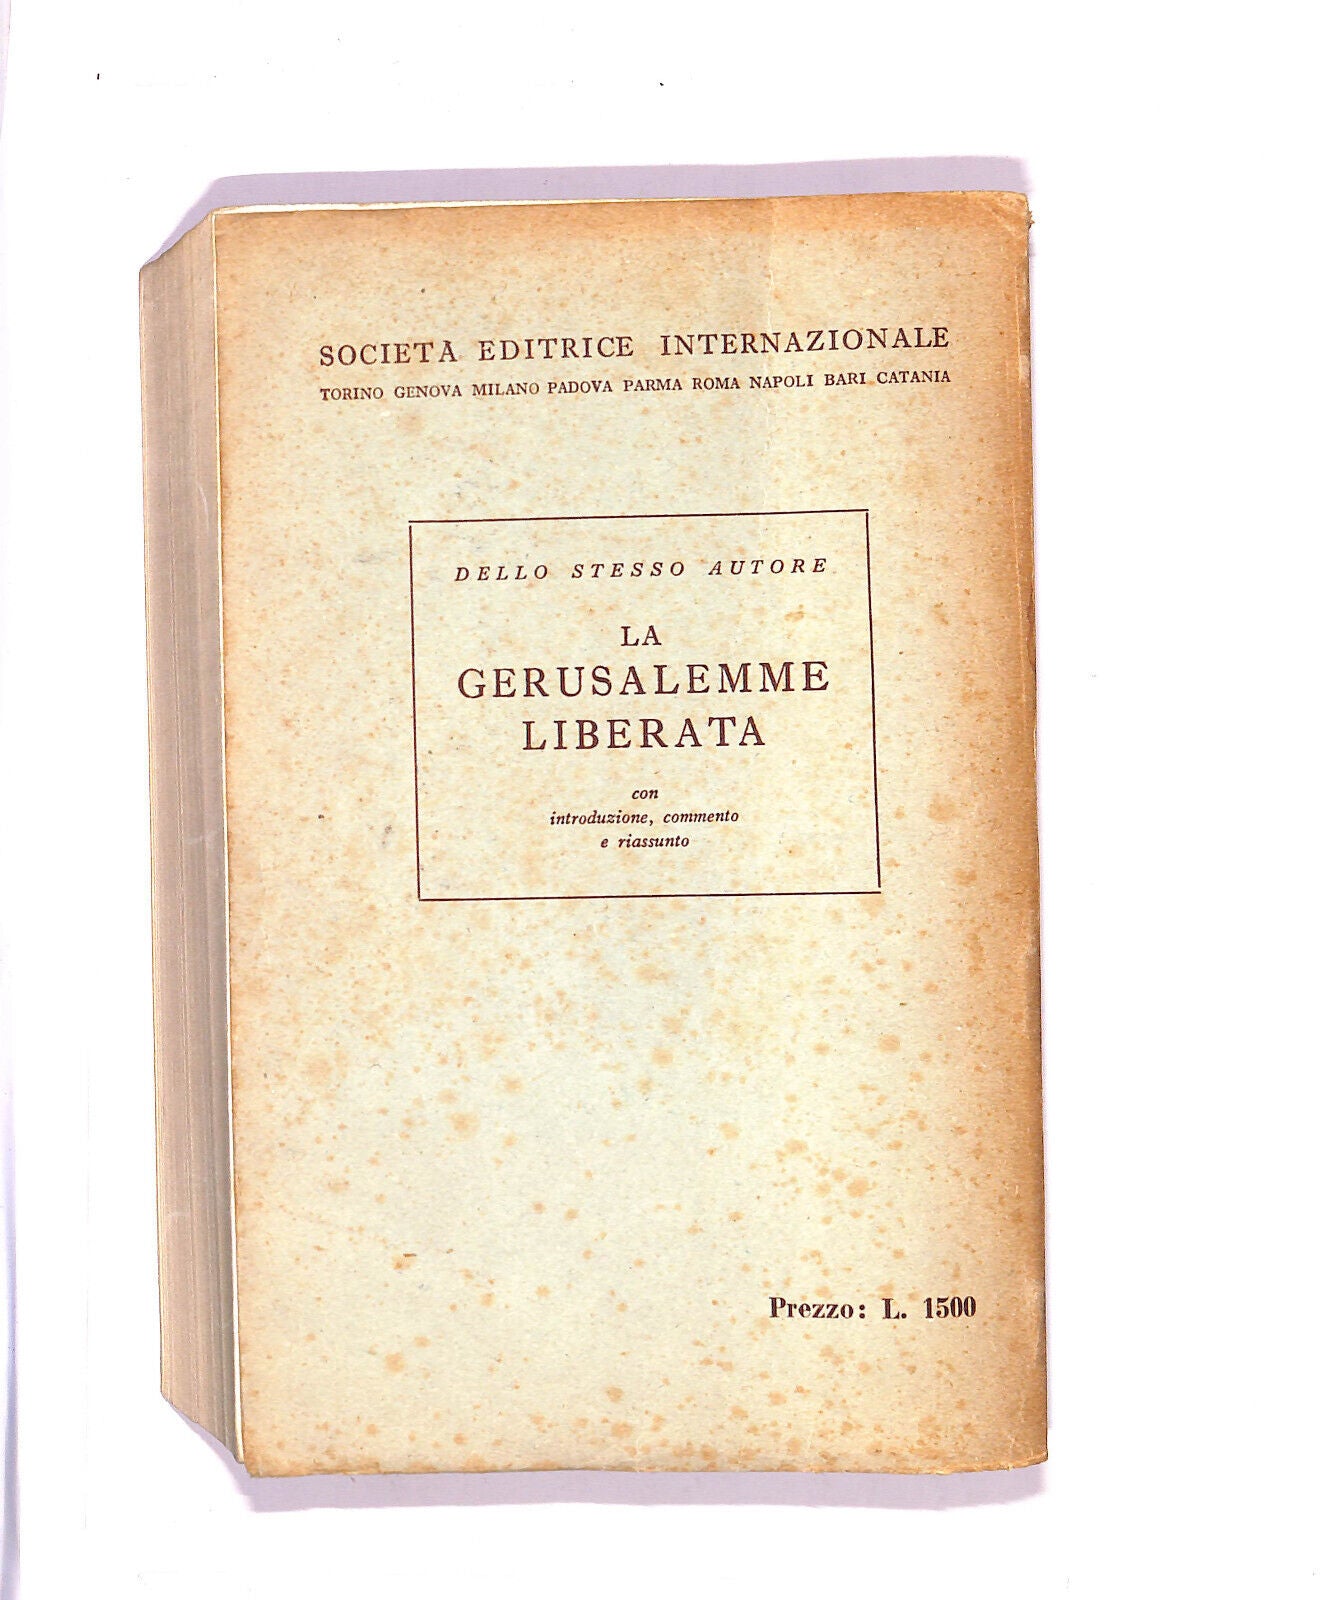 SOCIETA EDITRICE INTERNAZIONALE
TORINO GENOVA MILANO PADOVA PARMA ROMA NAPOLI BARI CATANIA
DELLO STESSO AUTORE
LA
GERUSALEMME
LIBERATA
con
introduzione, commento
e riassunto
Prezzo: L. 1500